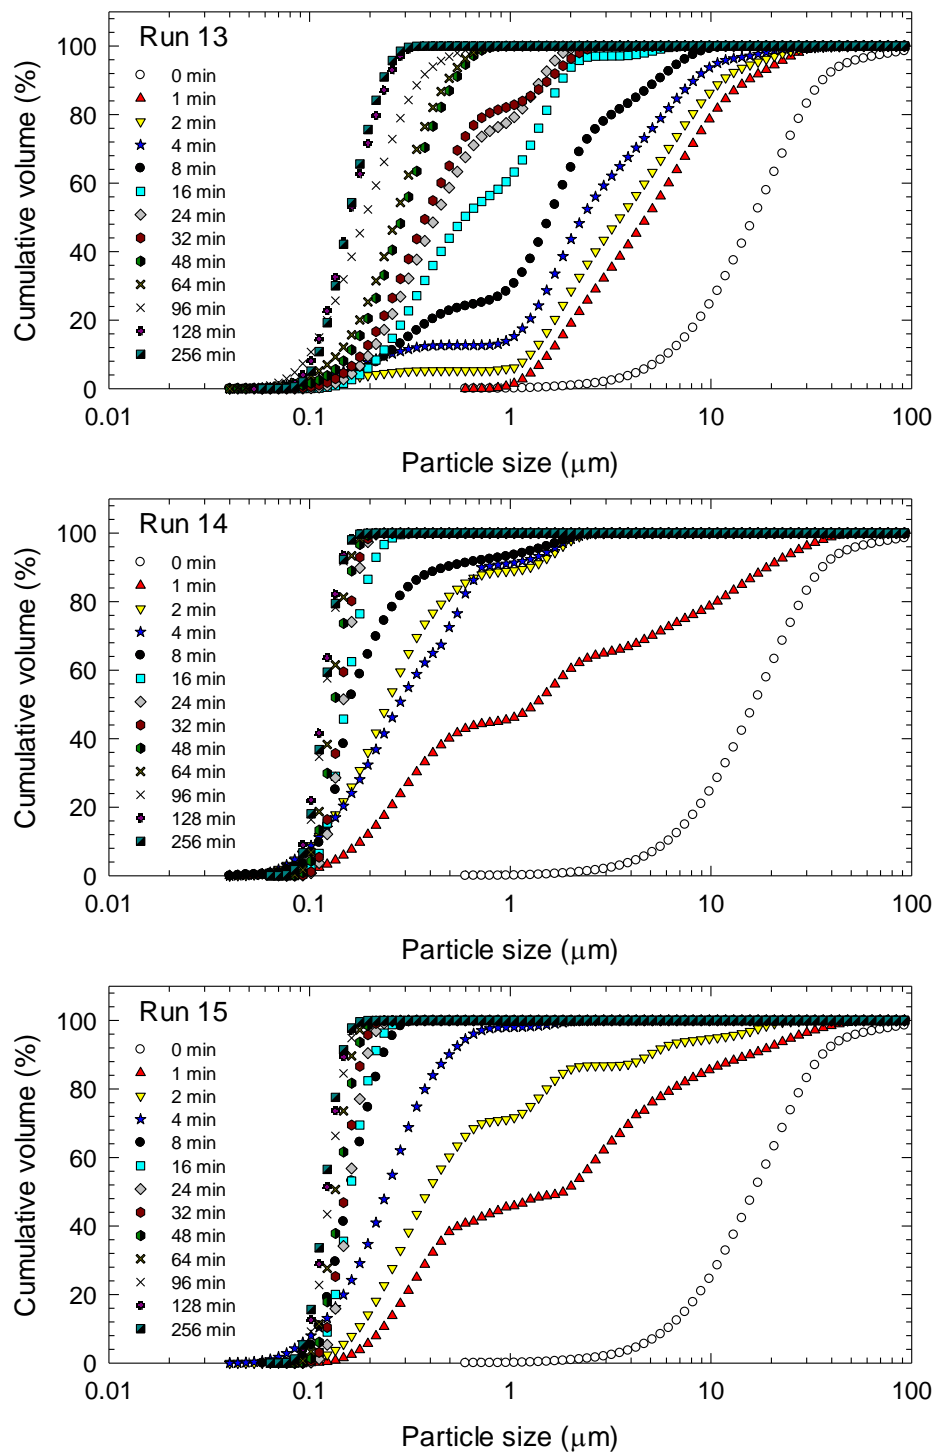 Run 13
0 min
1 min
2 min
4 min
8 min
16 min
24 min
32 min
48 min
64 min
96 min
128 min
256 min
Cumulative volume (%)
100
80
60
40
20
0
0.01 0.1 1 10 100
Particle size (μm)
Run 14
0 min
1 min
2 min
4 min
8 min
16 min
24 min
32 min
48 min
64 min
96 min
128 min
256 min
Cumulative volume (%)
100
80
60
40
20
0
0.01 0.1 1 10 100
Particle size (μm)
Run 15
0 min
1 min
2 min
4 min
8 min
16 min
24 min
32 min
48 min
64 min
96 min
128 min
256 min
Cumulative volume (%)
100
80
60
40
20
0
0.01 0.1 1 10 100
Particle size (μm)